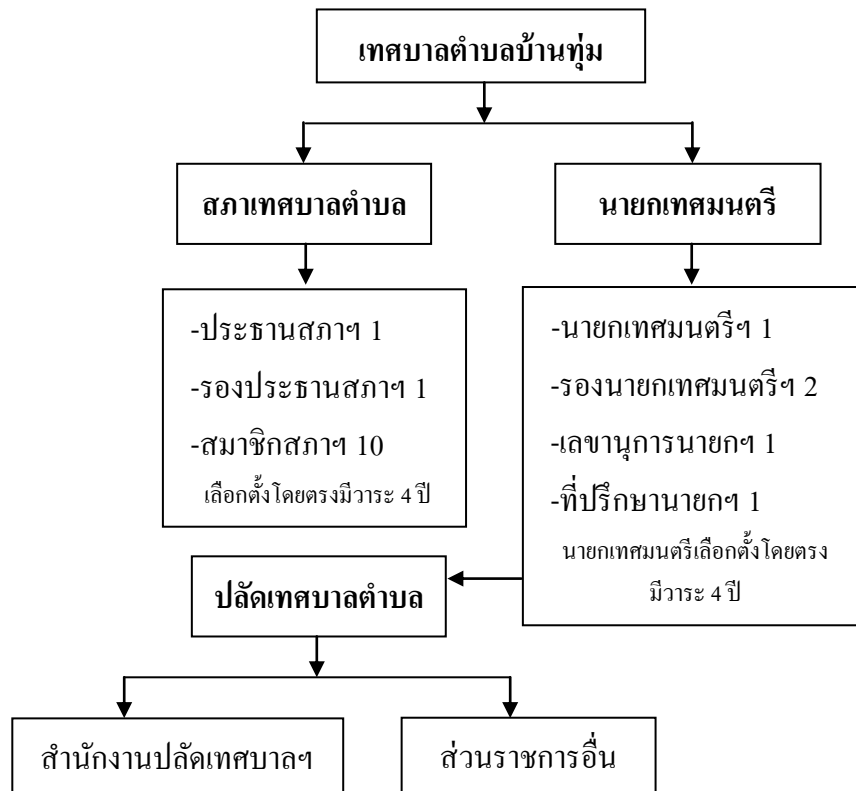 เทศบาลตำบลบ้านทุ่ม
สภาเทศบาลตำบล
นายกเทศมนตรี
-ประธานสภาฯ 1
-รองประธานสภาฯ 1
-สมาชิกสภาฯ 10
เลือกตั้งโดยตรงมีวาระ 4 ปี
-นายกเทศมนตรีฯ 1
-รองนายกเทศมนตรีฯ 2
-เลขานุการนายกฯ 1
-ที่ปรึกษานายกฯ 1
นายกเทศมนตรีเลือกตั้งโดยตรง
มีวาระ 4 ปี
ปลัดเทศบาลตำบล
สำนักงานปลัดเทศบาลฯ
ส่วนราชการอื่น